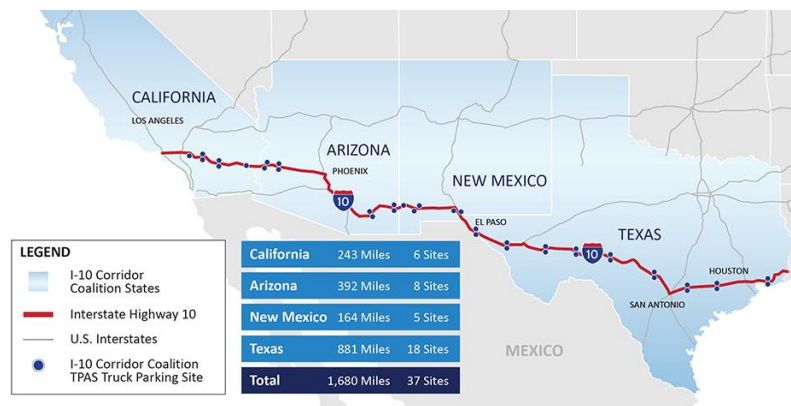 CALIFORNIA
LOS ANGELES
ARIZONA
PHOENIX
10
NEW MEXICO
EL PASO
TEXAS
10
HOUSTON
SAN ANTONIO
MEXICO
LEGEND
I-10 Corridor
Coalition States
Interstate Highway 10
U.S. Interstates
I-10 Corridor Coalition
TPAS Truck Parking Site
California 243 Miles 6 Sites
Arizona 392 Miles 8 Sites
New Mexico 164 Miles 5 Sites
Texas 881 Miles 18 Sites
Total 1,680 Miles 37 Sites